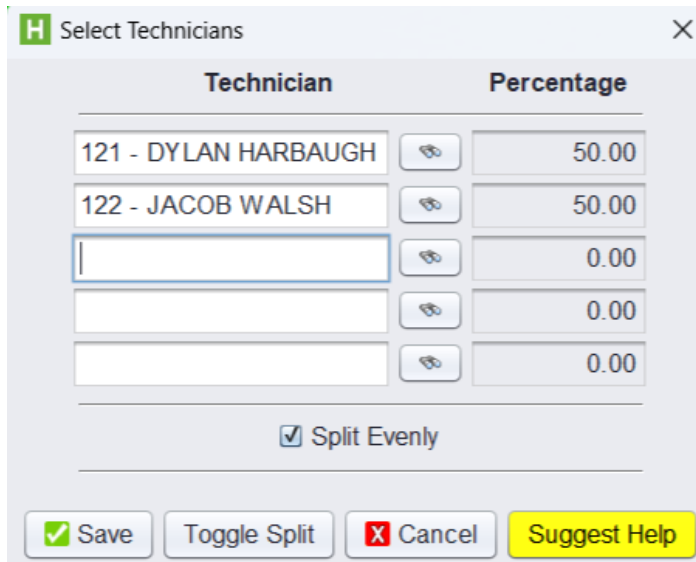 H Select Technicians
Technician Percentage
121 - DYLAN HARBAUGH 50.00
122 - JACOB WALSH 50.00
0.00
0.00
0.00
Split Evenly
Save Toggle Split X Cancel Suggest Help